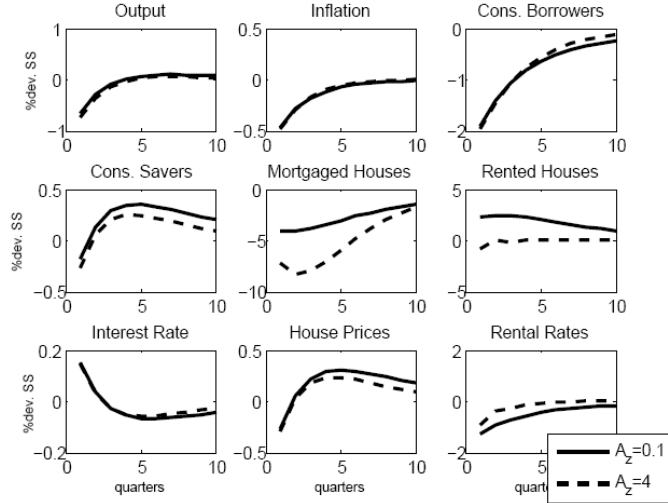 Output Inflation Cons. Borrowers
%dev. SS
1 0 −1
0 5 10
0.5 0 −0.5
0 5 10
0 −1 −2
0 5 10
Cons. Savers Mortgaged Houses Rented Houses
%dev. SS
0.5 0 −0.5
0 5 10
0 −5 −10
0 5 10
5 0 −5
0 5 10
Interest Rate House Prices Rental Rates
%dev. SS
0.2 0 −0.2
0 5 10
0.5 0 −0.5
0 5 10
2 0 −2
0 5
quarters quarters quarte
A_z=0.1
A_z=4